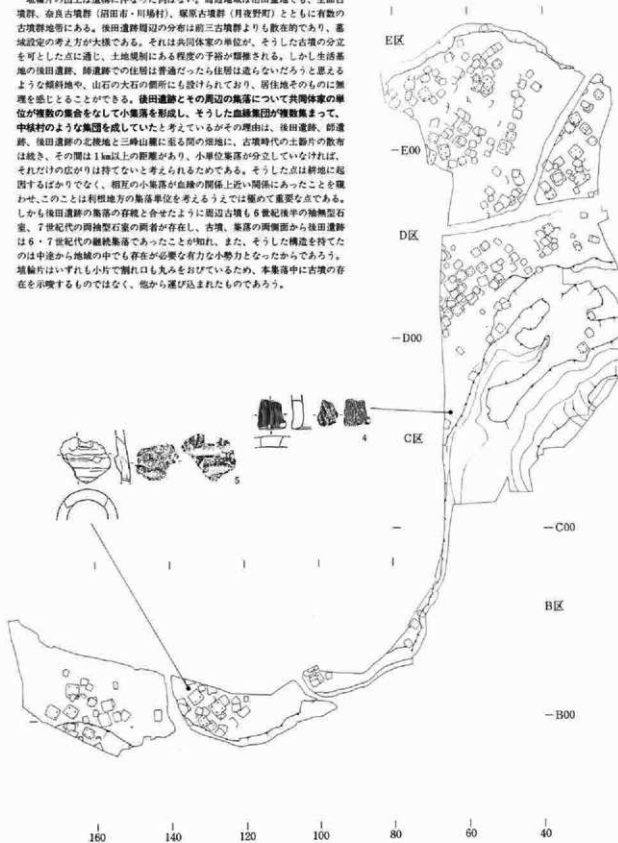 群、奈良古墳群（沼田市・川場村）、塚原古墳群（月夜野町）とともに有数の
古墳群地帯にある。後田遺跡周辺の分布は前三古墳群よりも散在的であり、墓
域設定の考え方が大様である。それは共同体家の単位が、そうした古墳の分立
を可とした点に通じ、土地規制にある程度の予裕が類推される。しかし生活基
地の後田遺跡、師遺跡での住居は普通だったら住居は造らないだろうと思える
ような傾斜地や、山石の大石の個所にも設けられており、居住地そのものに無
理を感じとることができる。後田遺跡とその周辺の集落について共同体家の単
位が複数の集合をなして小集落を形成し、そうした血縁集団が複数集まって、
中核村のような集団を成していたと考えているがその理由は、後田遺跡、師遺
跡、後田遺跡の北接地と三峰山麓に至る間の畑地に、古墳時代の土器片の散布
は続き、その間は1km以上の距離があり、小単位集落が分立していなければ、
それだけの広がりは持てないと考えられるためである。そうした点は耕地に起
因するばかりでなく、相互の小集落が血縁の関係上近い関係にあったことを窺
わせ、このことは利根地方の集落単位を考えるうえでは極めて重要な点である。
しかも後田遺跡の集落の存続と合せたように周辺古墳も6世紀後半の袖無型石
室、7世紀代の両袖型石室の両者が存在し、古墳、集落の両側面から後田遺跡
は6・7世紀代の継続集落であったことが知れ、また、そうした構造を持てた
のは中途から地域の中でも存在が必要な有力な小勢力となったからであろう。
埴輪片はいずれも小片で割れ口も丸みをおびているため、本集落中に古墳の存
在を示唆するものではなく、他から運び込まれたものであろう。
E区
E00
D区
D00
4
C区
5
C00
B区
B00
160 140 120 100 80 60 40